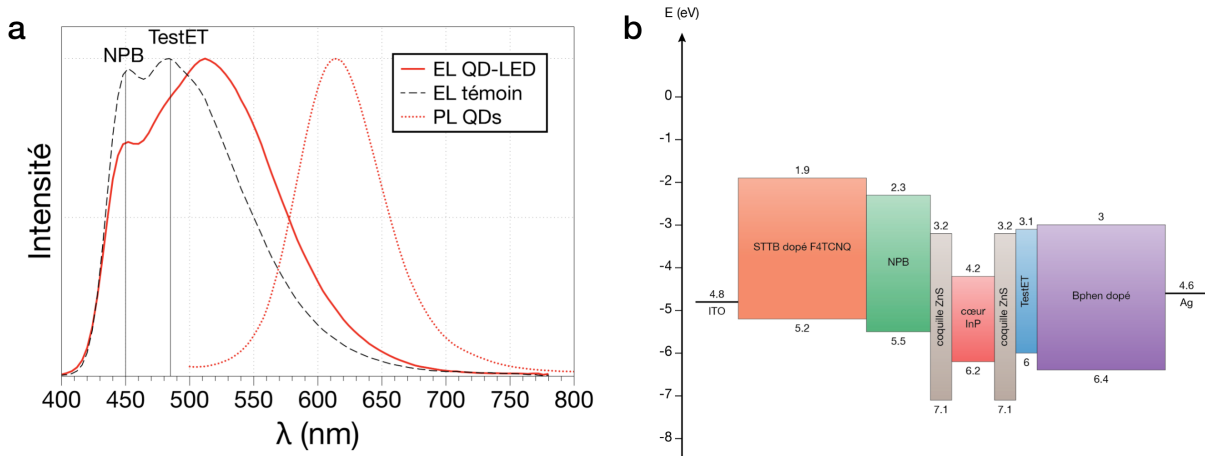 a
NPB
TestET
EL QD-LED
EL témoin
PL QDs
Intensité
400 450 500 550 600 650 700 750 800
λ (nm)
b
E (eV)
0
-1
-2
-3
-4
-5
-6
-7
-8
4.8
ITO
1.9
STTB dopé F4TCNQ
5.2
2.3
NPB
5.5
3.2
coquille ZnS
7.1
4.2
cœur
InP
6.2
3.2
coquille ZnS
7.1
3.1
TestET
6
3
Bphen dopé
6.4
4.6
Ag